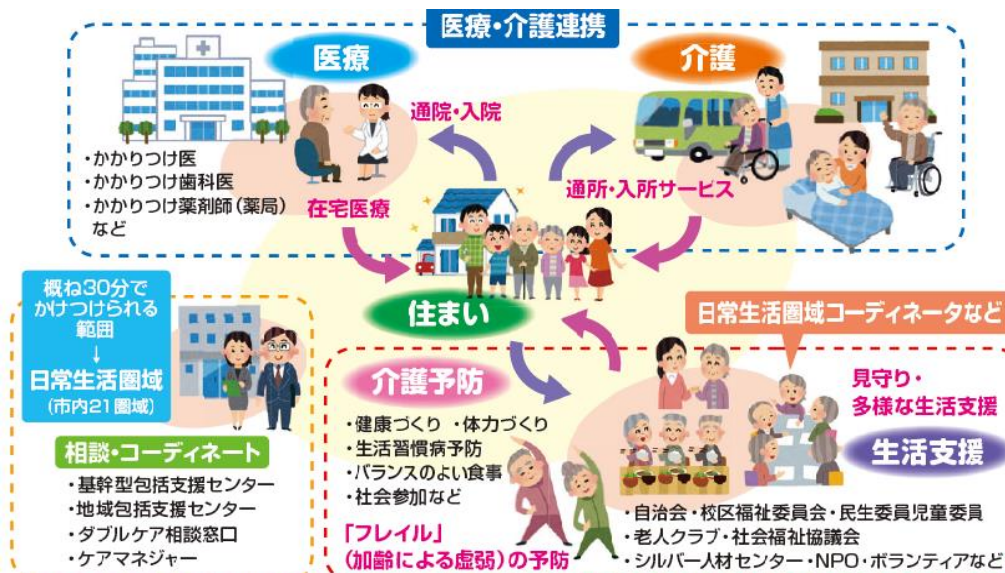 医療・介護連携
医療
介護
通院・入院
・かかりつけ医
・かかりつけ歯科医
・かかりつけ薬剤師(薬局)
など
在宅医療
通所・入所サービス
住まい
概ね30分で
かけつけられる
範囲
↓
日常生活圏域
(市内21圏域)
相談・コーディネート
・基幹型包括支援センター
・地域包括支援センター
・ダブルケア相談窓口
・ケアマネジャー
介護予防
・健康づくり ・体力づくり
・生活習慣病予防
・バランスのよい食事
・社会参加など
「フレイル」
(加齢による虚弱)の予防
日常生活圏域コーディネータなど
見守り・
多様な生活支援
生活支援
・自治会・校区福祉委員会・民生委員児童委員
・老人クラブ・社会福祉協議会
・シルバー人材センター・NPO・ボランティアなど